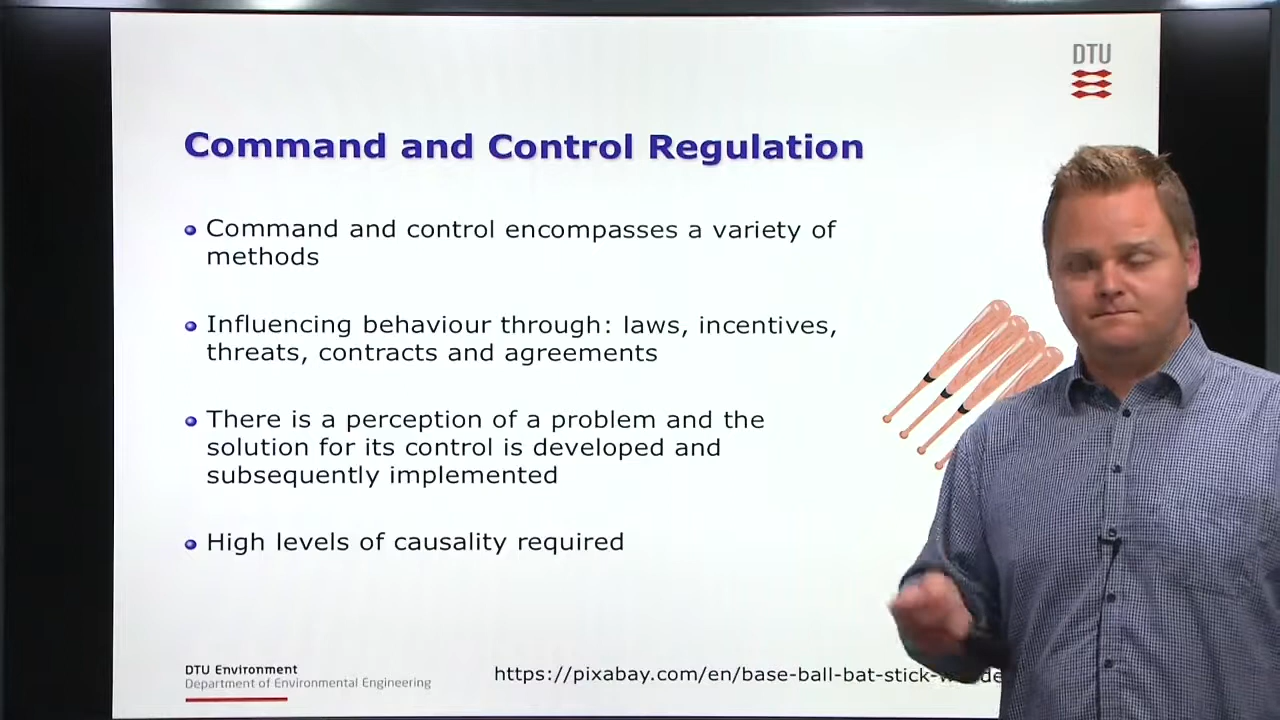 DTU
Command and Control Regulation
Command and control encompasses a variety of
methods
Influencing behaviour through: laws, incentives,
threats, contracts and agreements
There is a perception of a problem and the
solution for its control is developed and
subsequently implemented
High levels of causality required
DTU Environment
Department of Environmental Engineering
https://pixabay.com/en/base-ball-bat-stick-